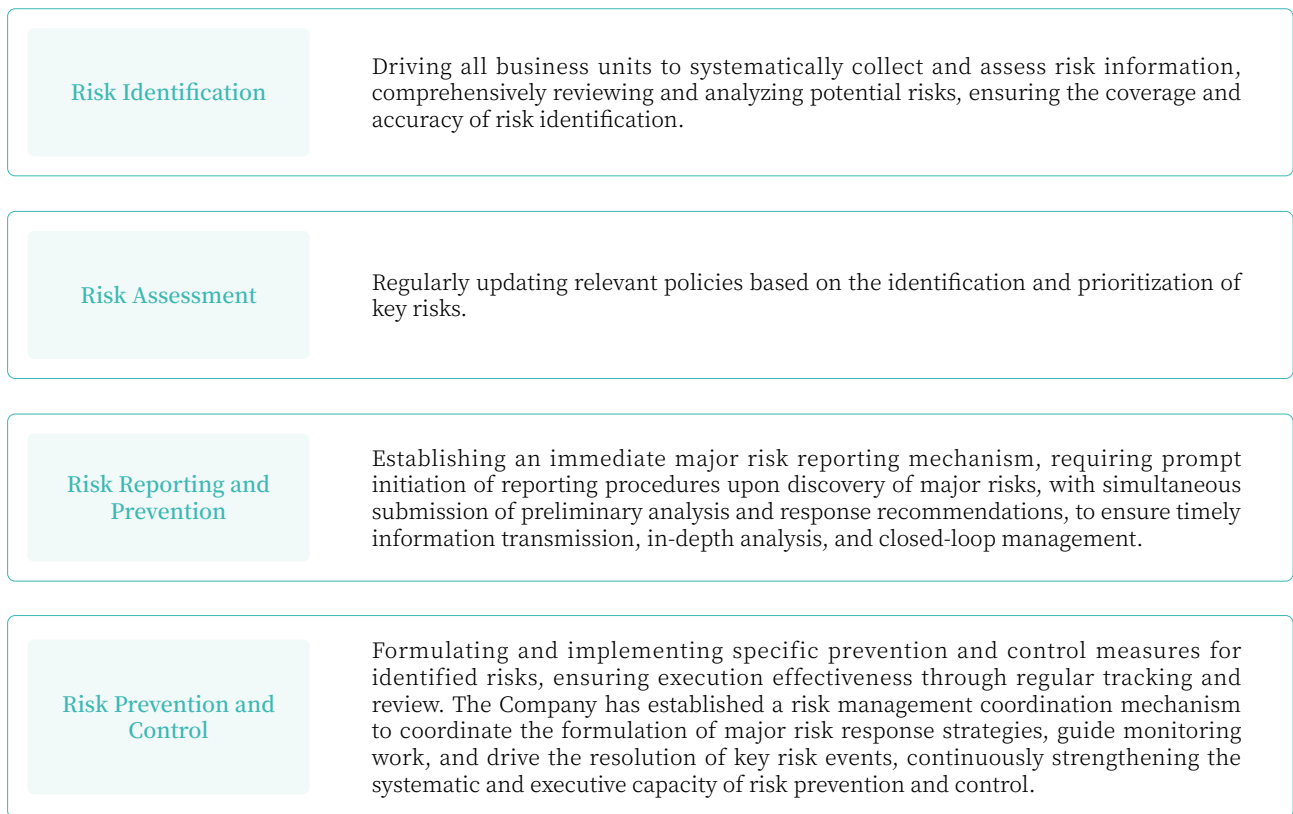 Risk Identification
Driving all business units to systematically collect and assess risk information,
comprehensively reviewing and analyzing potential risks, ensuring the coverage and
accuracy of risk identification.
Risk Assessment
Regularly updating relevant policies based on the identification and prioritization of
key risks.
Risk Reporting and
Prevention
Establishing an immediate major risk reporting mechanism, requiring prompt
initiation of reporting procedures upon discovery of major risks, with simultaneous
submission of preliminary analysis and response recommendations, to ensure timely
information transmission, in-depth analysis, and closed-loop management.
Risk Prevention and
Control
Formulating and implementing specific prevention and control measures for
identified risks, ensuring execution effectiveness through regular tracking and
review. The Company has established a risk management coordination mechanism
to coordinate the formulation of major risk response strategies, guide monitoring
work, and drive the resolution of key risk events, continuously strengthening the
systematic and executive capacity of risk prevention and control.